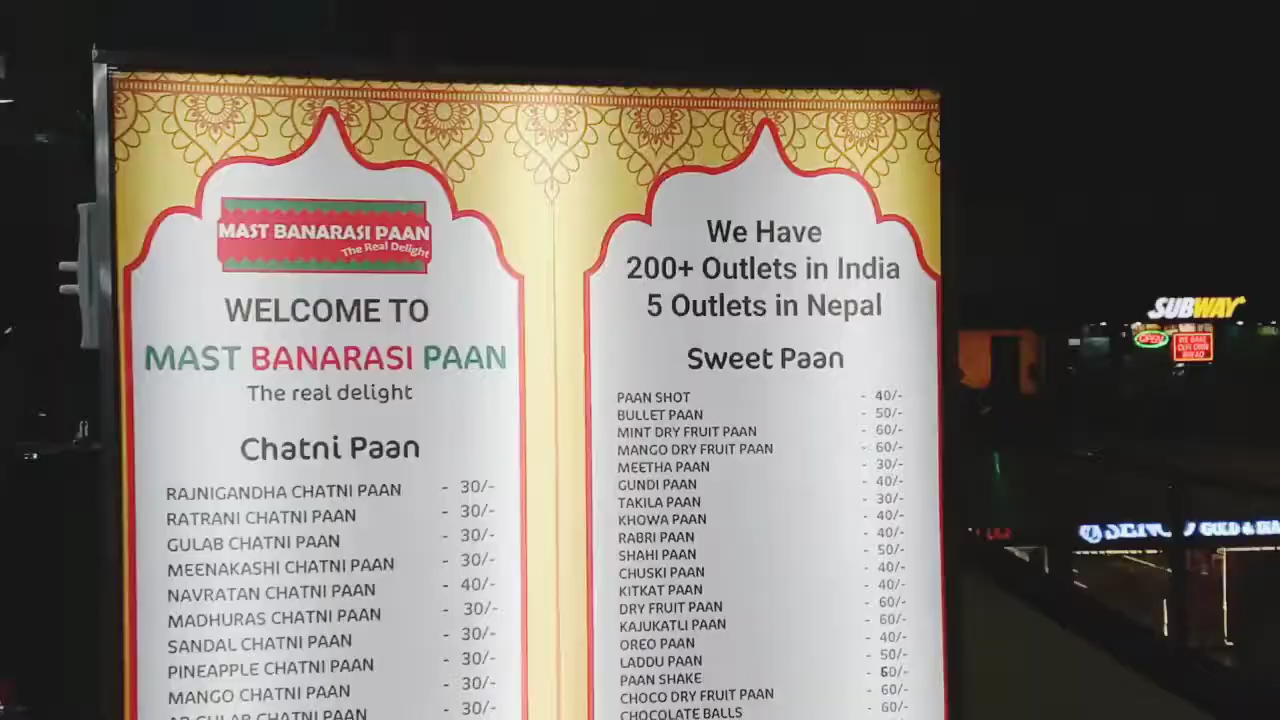 MAST BANARASI PAAN
The Real Delight
WELCOME TO
MAST BANARASI PAAN
The real delight
Chatni Paan
RAJNIGANDHA CHATNI PAAN - 30/-
RATRANI CHATNI PAAN - 30/-
GULAB CHATNI PAAN - 30/-
MEENAKASHI CHATNI PAAN - 30/-
NAVRATAN CHATNI PAAN - 40/-
MADHURAS CHATNI PAAN - 30/-
SANDAL CHATNI PAAN - 30/-
PINEAPPLE CHATNI PAAN - 30/-
MANGO CHATNI PAAN - 30/-
GULAB CHATNI PAAN - 30/-
We Have
200+ Outlets in India
5 Outlets in Nepal
Sweet Paan
PAAN SHOT - 40/-
BULLET PAAN - 50/-
MINT DRY FRUIT PAAN - 60/-
MANGO DRY FRUIT PAAN - 60/-
MEETHA PAAN - 30/-
GUNDI PAAN - 40/-
TAKILA PAAN - 30/-
KHOWA PAAN - 40/-
RABRI PAAN - 40/-
SHAHI PAAN - 50/-
CHUSKI PAAN - 40/-
KITKAT PAAN - 40/-
DRY FRUIT PAAN - 60/-
KAJUKATLI PAAN - 60/-
OREO PAAN - 40/-
LADDU PAAN - 50/-
PAAN SHAKE - 60/-
CHOCO DRY FRUIT PAAN - 60/-
CHOCOLATE BALLS - 60/-
SUBWAY
OPEN
WE BAKE
OUR OWN
BREAD
GOLD &